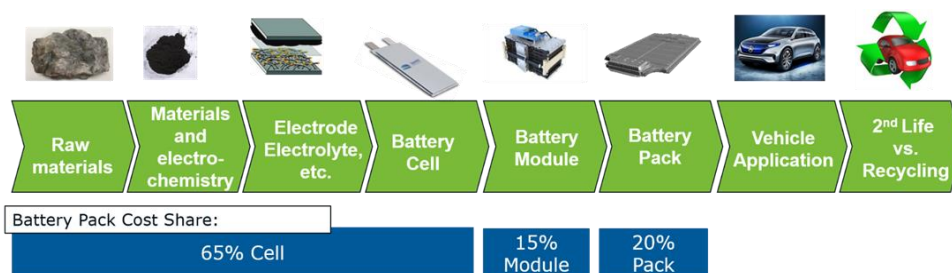 Raw
materials
Materials
and
electro-
chemistry
Electrode
Electrolyte,
etc.
Battery
Cell
Battery
Module
Battery
Pack
Vehicle
Application
2nd Life
vs.
Recycling
Battery Pack Cost Share:
65% Cell
15%
Module
20%
Pack